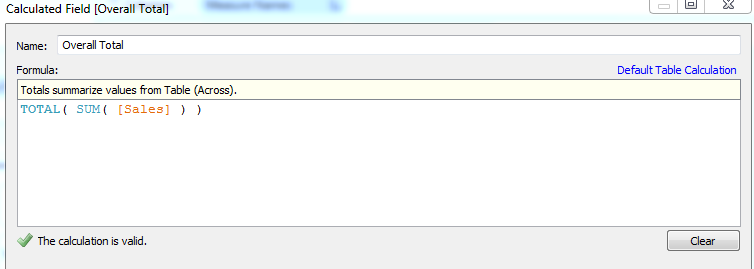 Calculated Field [Overall Total]
Name: Overall Total
Formula: Default Table Calculation
Totals summarize values from Table (Across).
TOTAL( SUM( [Sales] ) )
The calculation is valid. Clear